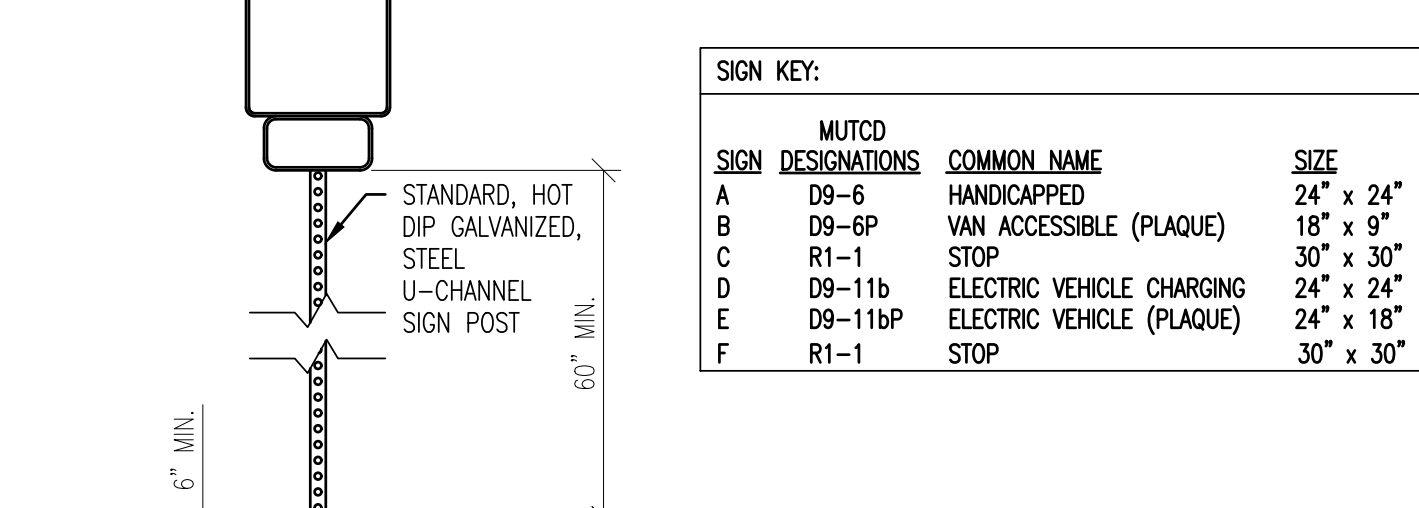 STANDARD, HOT
DIP GALVANIZED,
STEEL
U-CHANNEL
SIGN POST
60" MIN.
6" MIN.
SIGN KEY:
MUTCD
SIGN DESIGNATIONS COMMON NAME SIZE
A D9-6 HANDICAPPED 24" x 24"
B D9-6P VAN ACCESSIBLE (PLAQUE) 18" x 9"
C R1-1 STOP 30" x 30"
D D9-11b ELECTRIC VEHICLE CHARGING 24" x 24"
E D9-11bP ELECTRIC VEHICLE (PLAQUE) 24" x 18"
F R1-1 STOP 30" x 30"